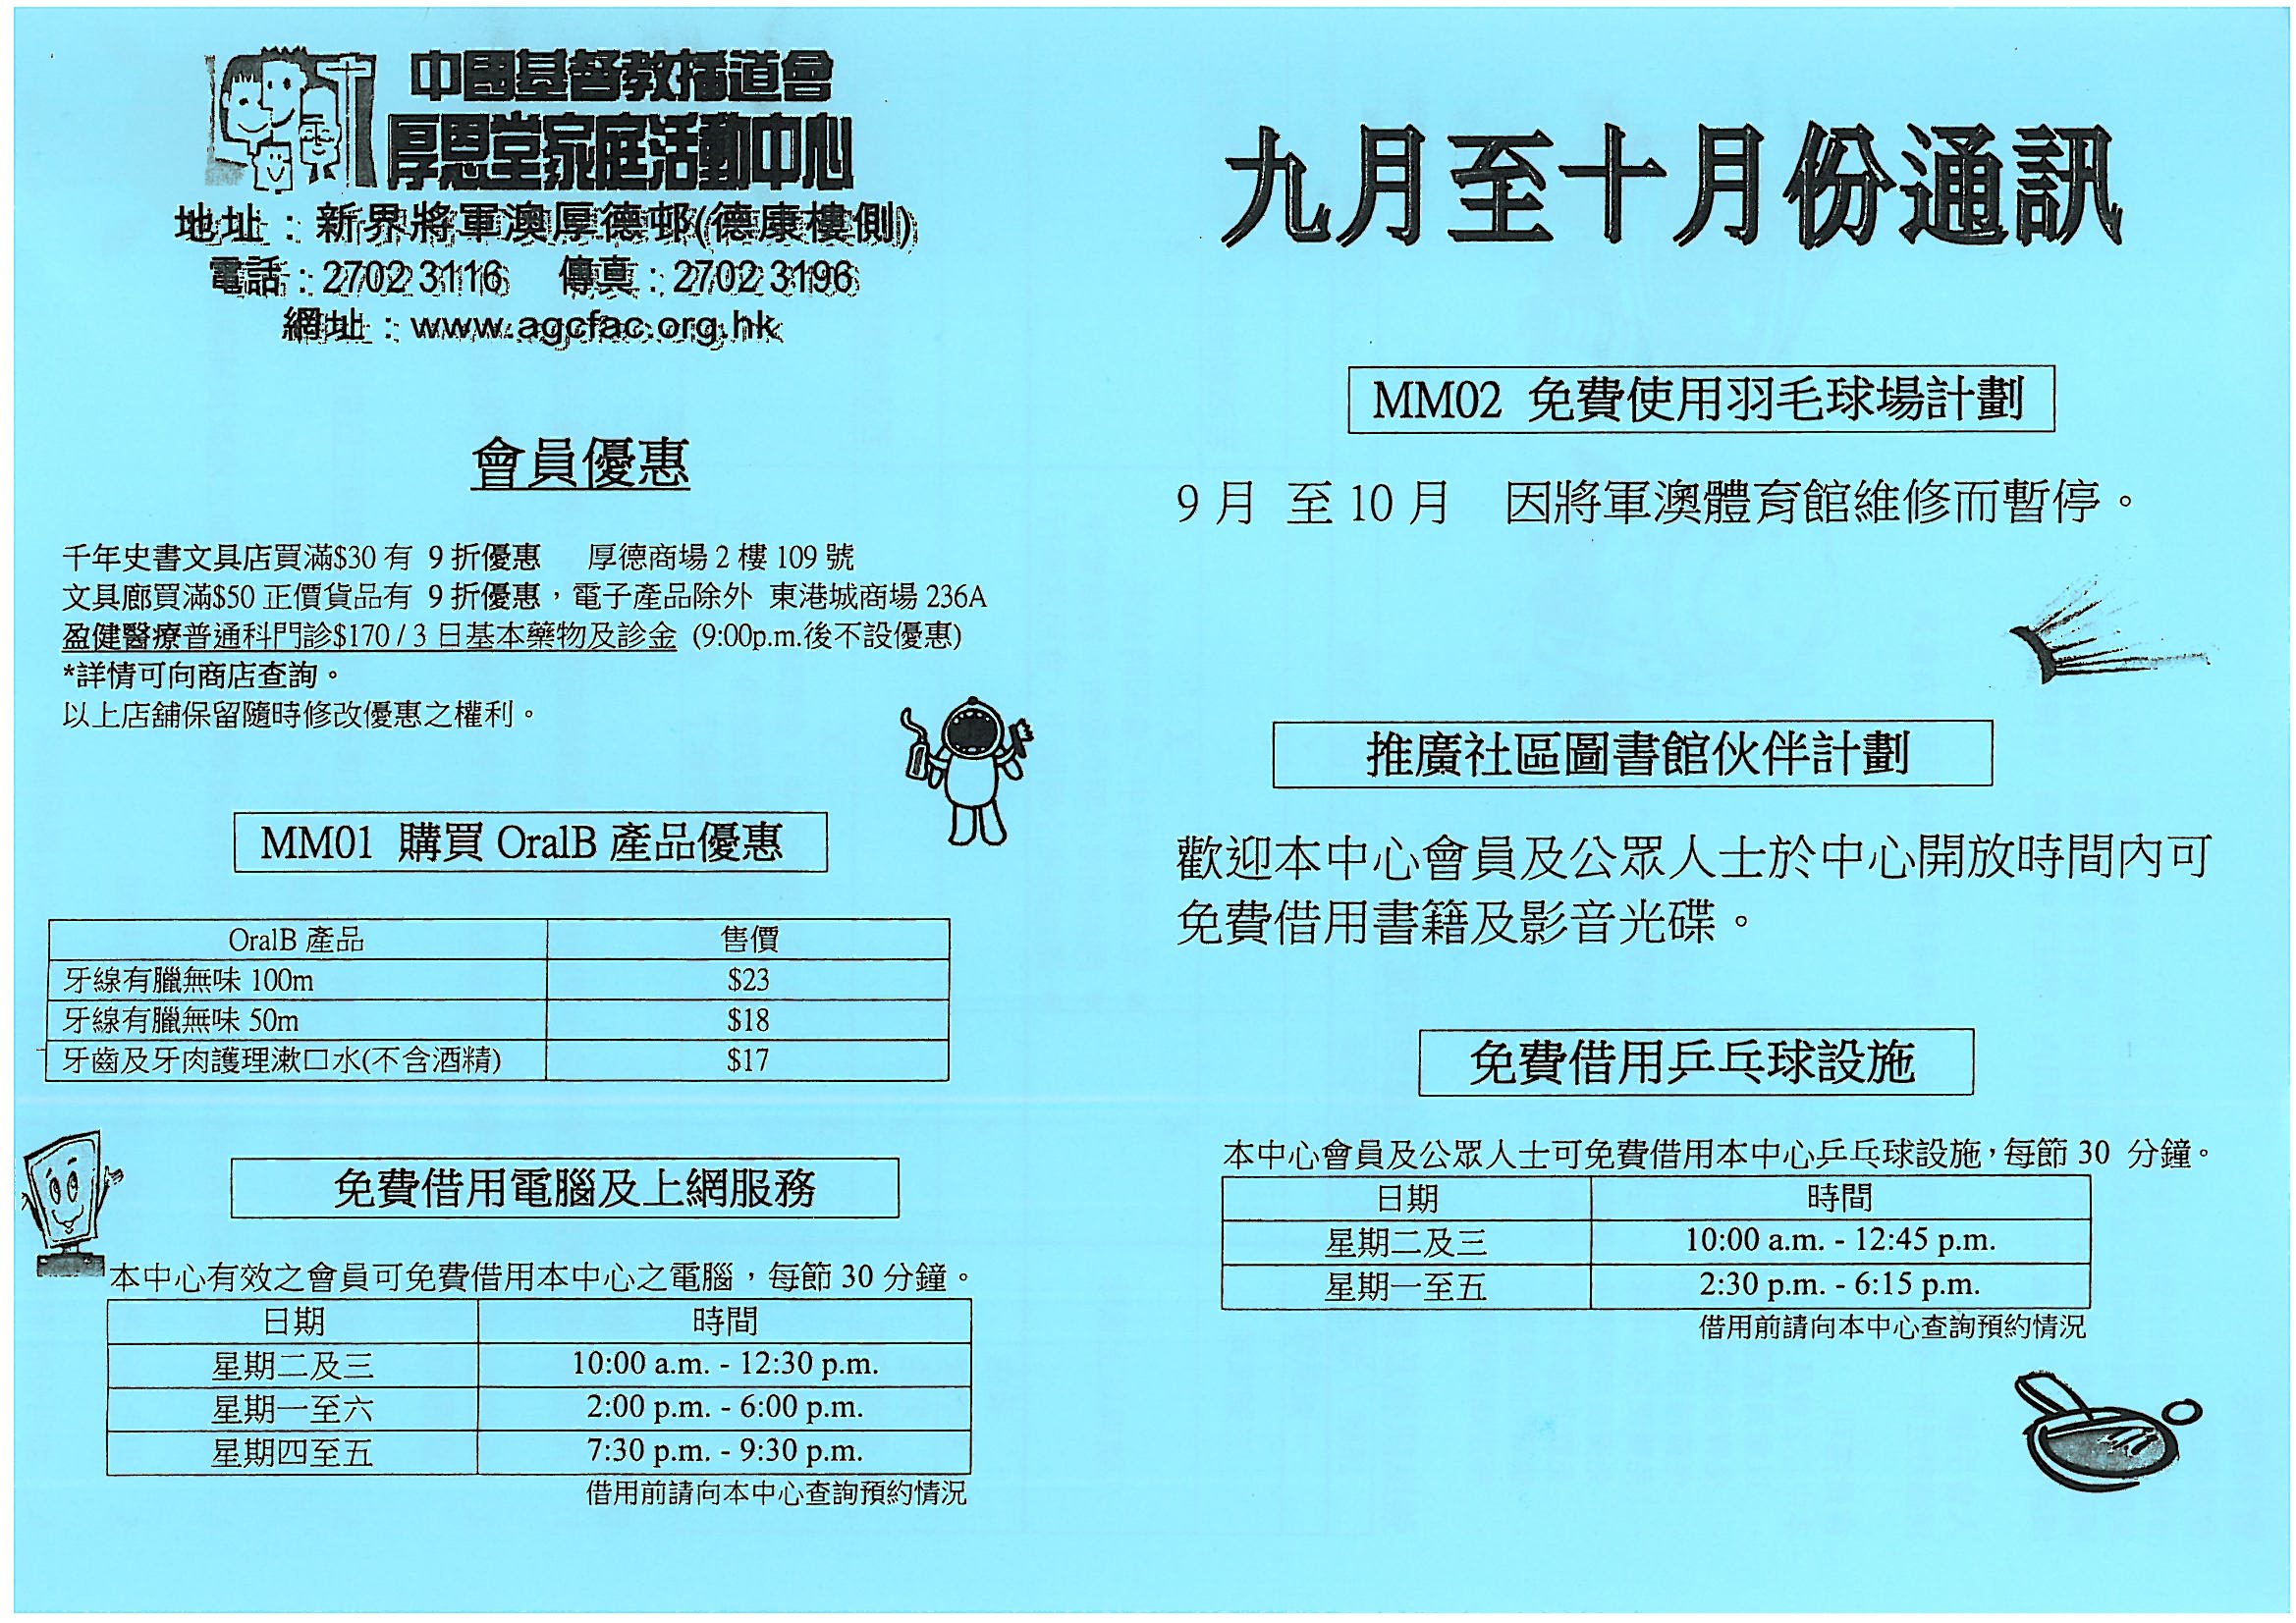 中國基督教播道會
厚恩堂家庭活動中心
地址：新界將軍澳厚德邨(德康樓側)
電話：2702 3116 傳真：2702 3196
網址：www.agcfac.org.hk
會員優惠
千年史書文具店買滿$30 有 9 折優惠 厚德商場 2 樓 109 號
文具廊買滿$50 正價貨品有 9 折優惠，電子產品除外 東港城商場 236A
盈健醫療普通科門診$170 / 3 日基本藥物及診金 (9:00p.m.後不設優惠)
*詳情可向商店查詢。
以上店舖保留隨時修改優惠之權利。
MM01 購買 OralB 產品優惠
OralB 產品 售價
牙線有臘無味 100m $23
牙線有臘無味 50m $18
牙齒及牙肉護理漱口水(不含酒精) $17
免費借用電腦及上網服務
本中心有效之會員可免費借用本中心之電腦，每節 30 分鐘。
日期 時間
星期二及三 10:00 a.m. - 12:30 p.m.
星期一至六 2:00 p.m. - 6:00 p.m.
星期四至五 7:30 p.m. - 9:30 p.m.
借用前請向本中心查詢預約情況
九月至十月份通訊
MM02 免費使用羽毛球場計劃
9 月 至 10 月 因將軍澳體育館維修而暫停。
推廣社區圖書館伙伴計劃
歡迎本中心會員及公眾人士於中心開放時間內可
免費借用書籍及影音光碟。
免費借用乒乓球設施
本中心會員及公眾人士可免費借用本中心乒乓球設施，每節 30 分鐘。
日期 時間
星期二及三 10:00 a.m. - 12:45 p.m.
星期一至五 2:30 p.m. - 6:15 p.m.
借用前請向本中心查詢預約情況